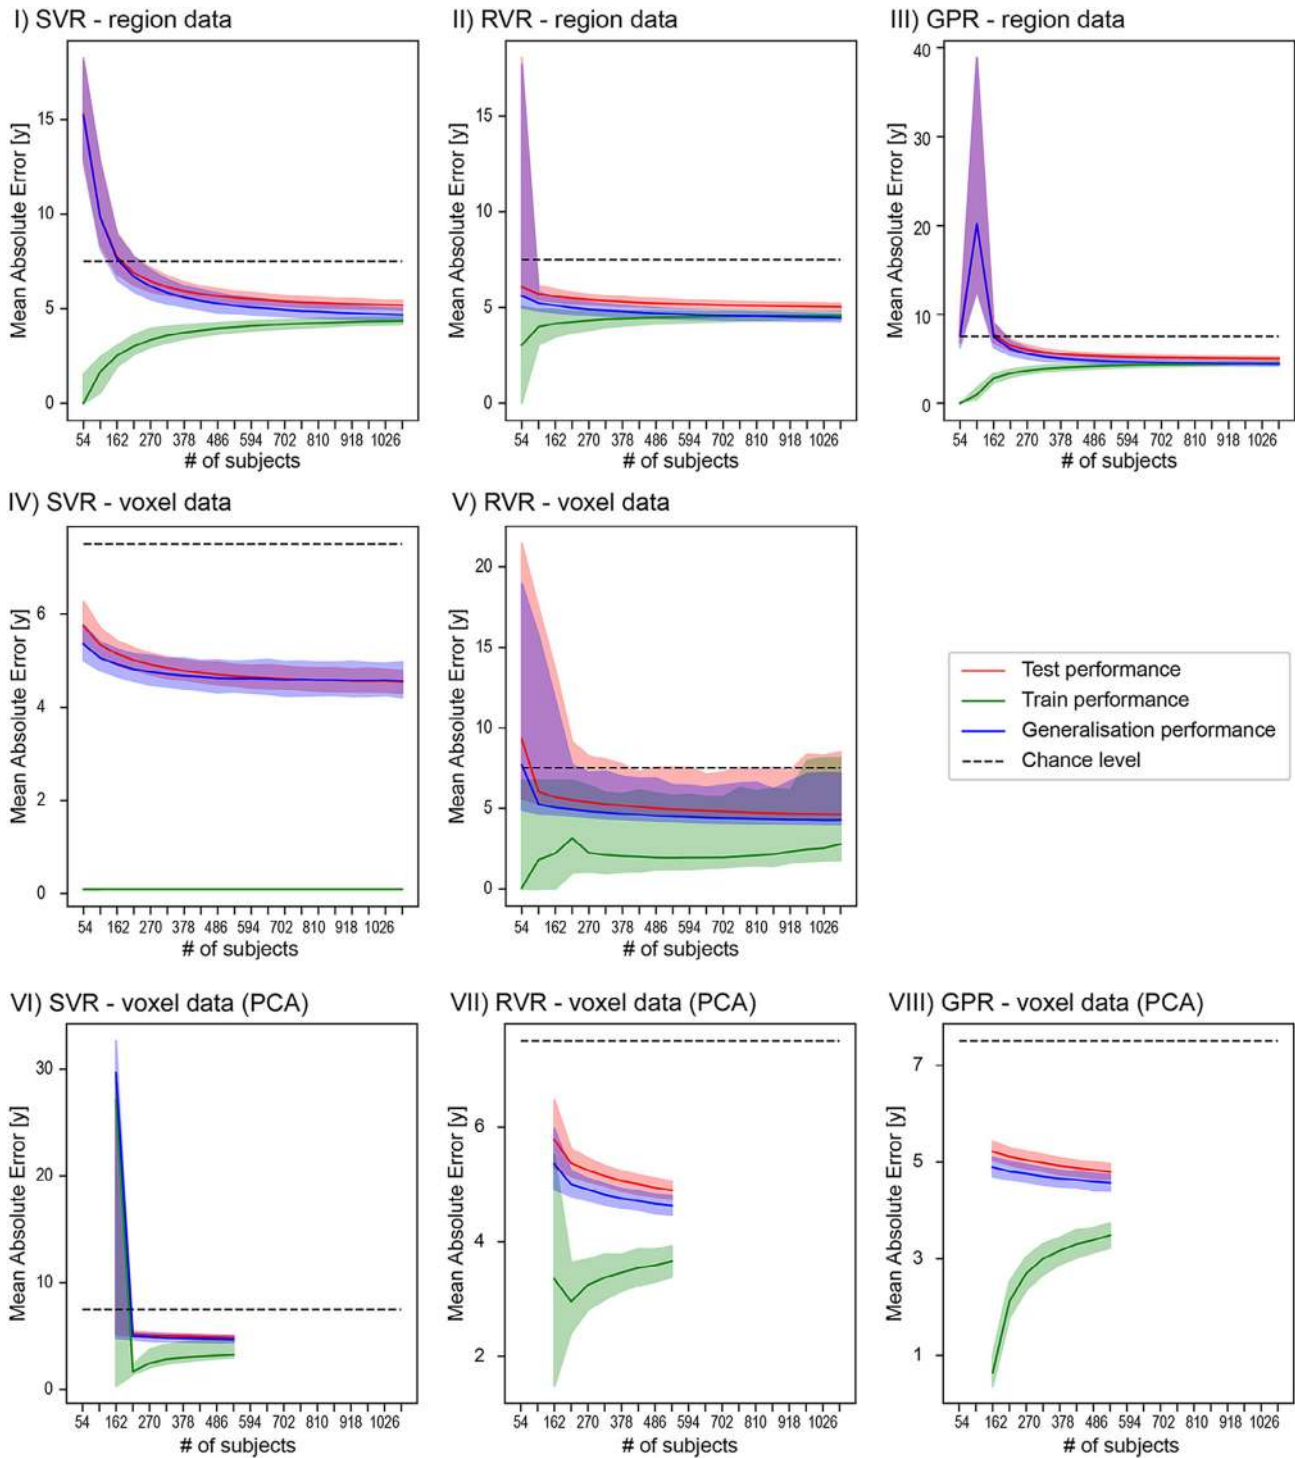 I) SVR - region data
II) RVR - region data
III) GPR - region data
Mean Absolute Error [y]
15
10
5
0
54 162 270 378 486 594 702 810 918 1026
# of subjects
Mean Absolute Error [y]
15
10
5
0
54 162 270 378 486 594 702 810 918 1026
# of subjects
Mean Absolute Error [y]
40
30
20
10
0
54 162 270 378 486 594 702 810 918 1026
# of subjects
IV) SVR - voxel data
V) RVR - voxel data
Mean Absolute Error [y]
6
4
2
0
54 162 270 378 486 594 702 810 918 1026
# of subjects
Mean Absolute Error [y]
20
15
10
5
0
54 162 270 378 486 594 702 810 918 1026
# of subjects
Test performance
Train performance
Generalisation performance
Chance level
VI) SVR - voxel data (PCA)
VII) RVR - voxel data (PCA)
VIII) GPR - voxel data (PCA)
Mean Absolute Error [y]
30
20
10
0
54 162 270 378 486 594 702 810 918 1026
# of subjects
Mean Absolute Error [y]
6
4
2
54 162 270 378 486 594 702 810 918 1026
# of subjects
Mean Absolute Error [y]
7
5
3
1
54 162 270 378 486 594 702 810 918 1026
# of subjects